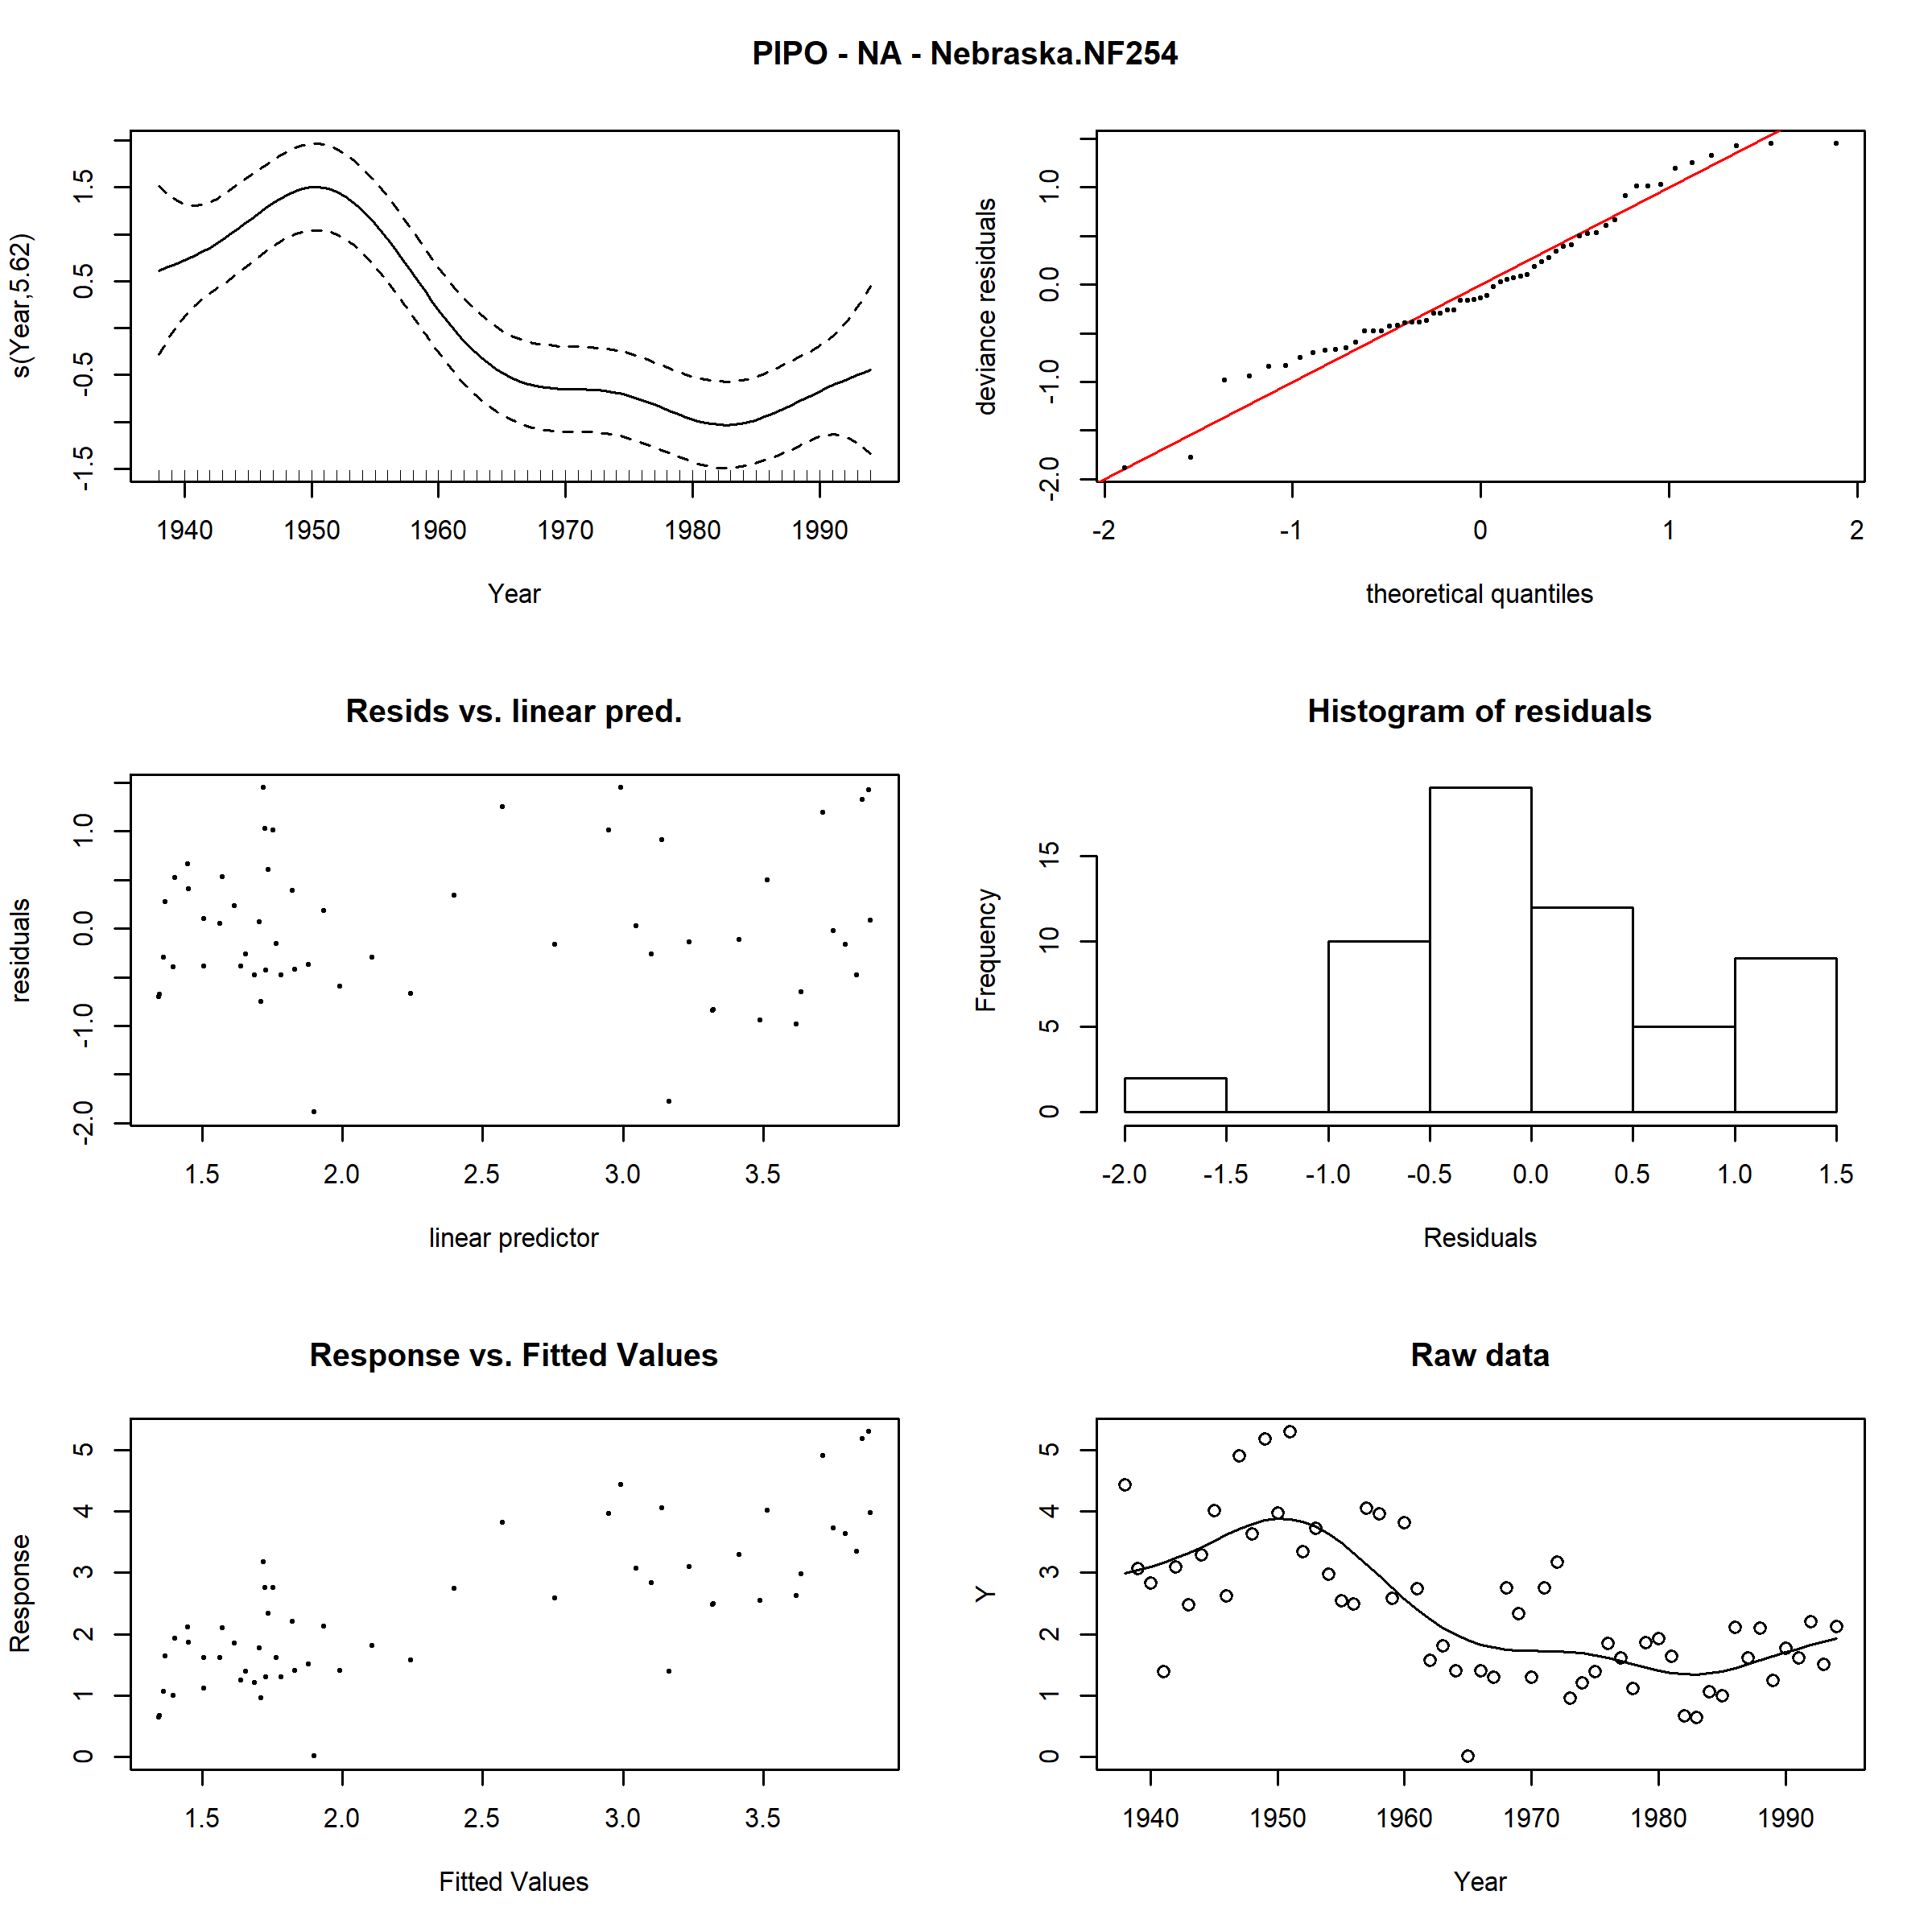 PIPO - NA - Nebraska.NF254
s(Year,5.62)
1.5
0.5
-0.5
-1.5
1940 1950 1960 1970 1980 1990
Year
deviance residuals
1.0
0.0
-1.0
-2.0
-2 -1 0 1 2
theoretical quantiles
Resids vs. linear pred.
residuals
1.0
0.0
-1.0
-2.0
1.5 2.0 2.5 3.0 3.5
linear predictor
Histogram of residuals
Frequency
15
10
5
0
-2.0 -1.5 -1.0 -0.5 0.0 0.5 1.0 1.5
Residuals
Response vs. Fitted Values
Response
5
4
3
2
1
0
1.5 2.0 2.5 3.0 3.5
Fitted Values
Raw data
Y
5
4
3
2
1
0
1940 1950 1960 1970 1980 1990
Year